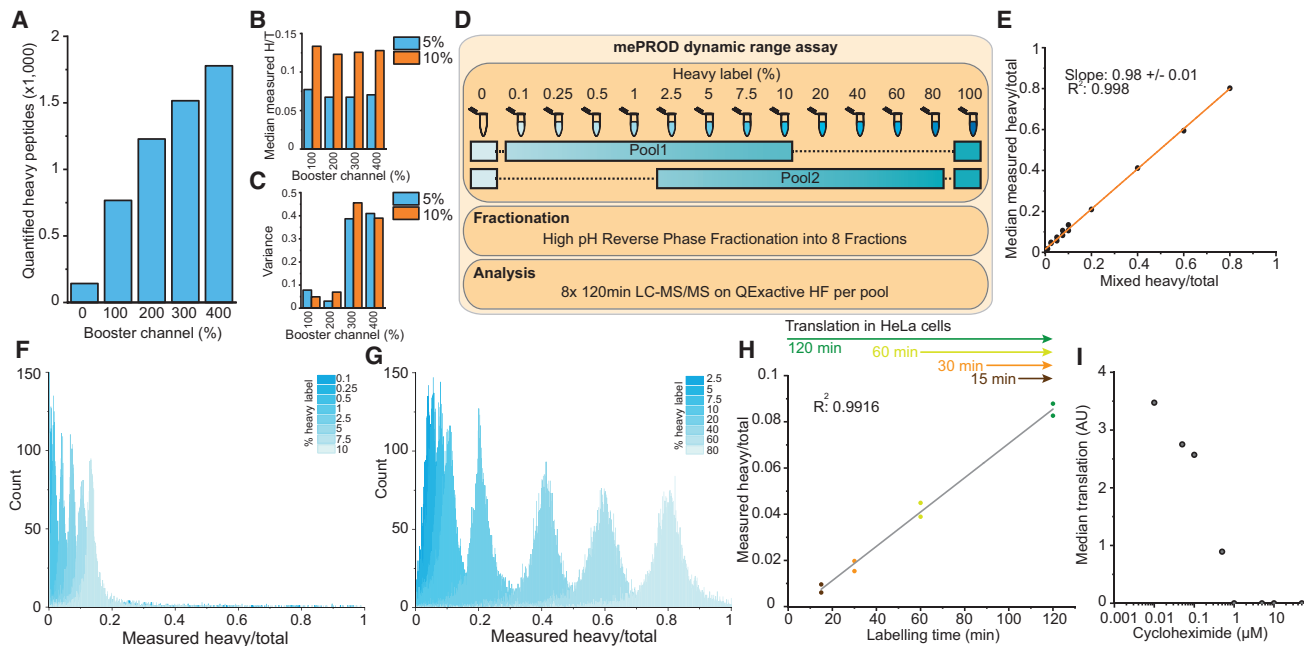 A
Quantified heavy peptides (x1,000)
2
1.5
1
0.5
0
0 100 200 300 400
Booster channel (%)
B
Median measured H/T
0.15
0.1
0.05
0
100 200 300 400
Booster channel (%)
5%
10%
C
Variance
0.5
0.4
0.3
0.2
0.1
0
100 200 300 400
Booster channel (%)
5%
10%
D
mePROD dynamic range assay
Heavy label (%)
0 0.1 0.25 0.5 1 2.5 5 7.5 10 20 40 60 80 100
Pool1
Pool2
Fractionation
High pH Reverse Phase Fractionation into 8 Fractions
Analysis
8x 120min LC-MS/MS on QExactive HF per pool
E
Median measured heavy/total
1
0.8
0.6
0.4
0.2
0
Slope: 0.98 +/- 0.01
R2: 0.998
0 0.2 0.4 0.6 0.8 1
Mixed heavy/total
F
Count
150
100
50
0
% heavy label
0.1
0.25
0.5
1
2.5
5
7.5
10
0 0.2 0.4 0.6 0.8 1
Measured heavy/total
G
Count
150
100
50
0
% heavy label
2.5
5
7.5
10
20
40
60
80
0 0.2 0.4 0.6 0.8 1
Measured heavy/total
H
Translation in HeLa cells
120 min
60 min
30 min
15 min
Measured heavy/total
0.1
0.08
0.06
0.04
0.02
0
R2: 0.9916
0 20 40 60 80 100 120
Labelling time (min)
I
Median translation (AU)
4
3
2
1
0
0.001 0.01 0.1 1 10
Cycloheximide (µM)